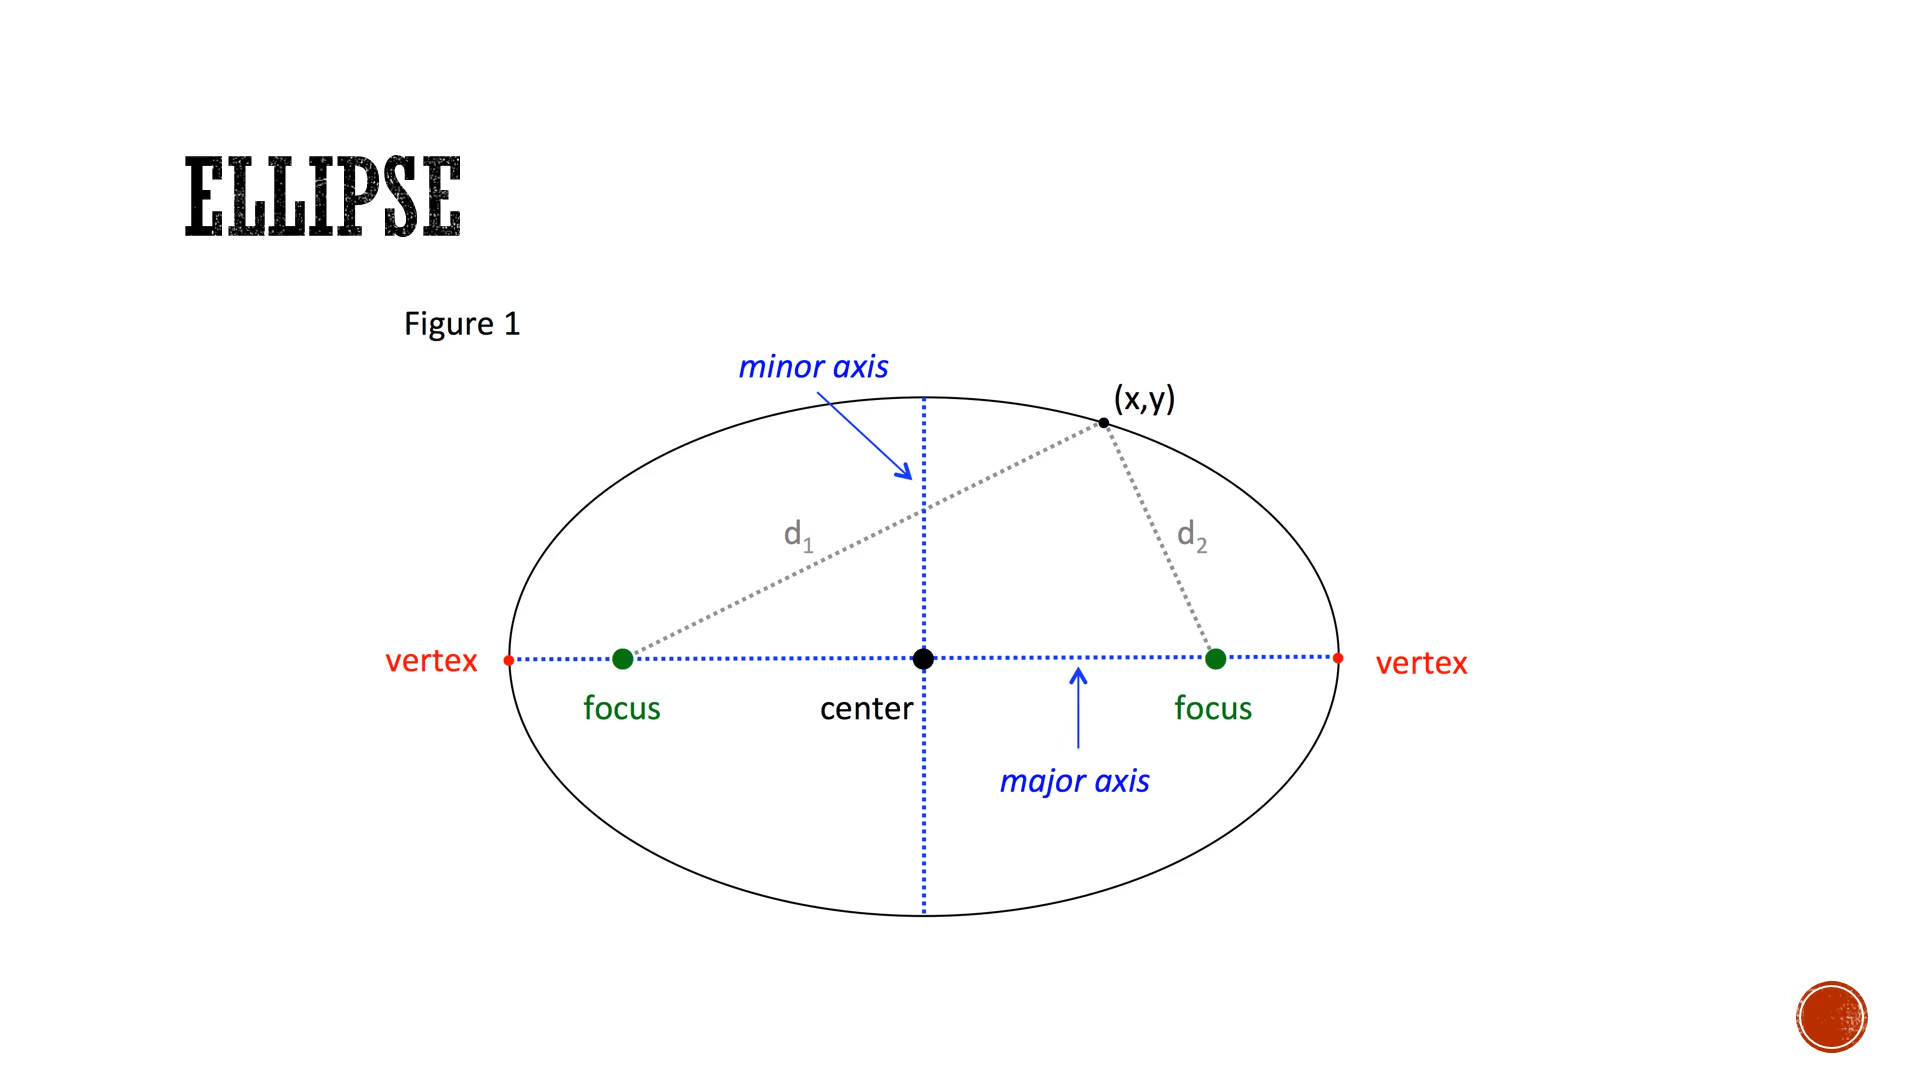 ELLIPSE
Figure 1
minor axis
(x,y)
d₁
d₂
vertex
vertex
focus
center
focus
major axis